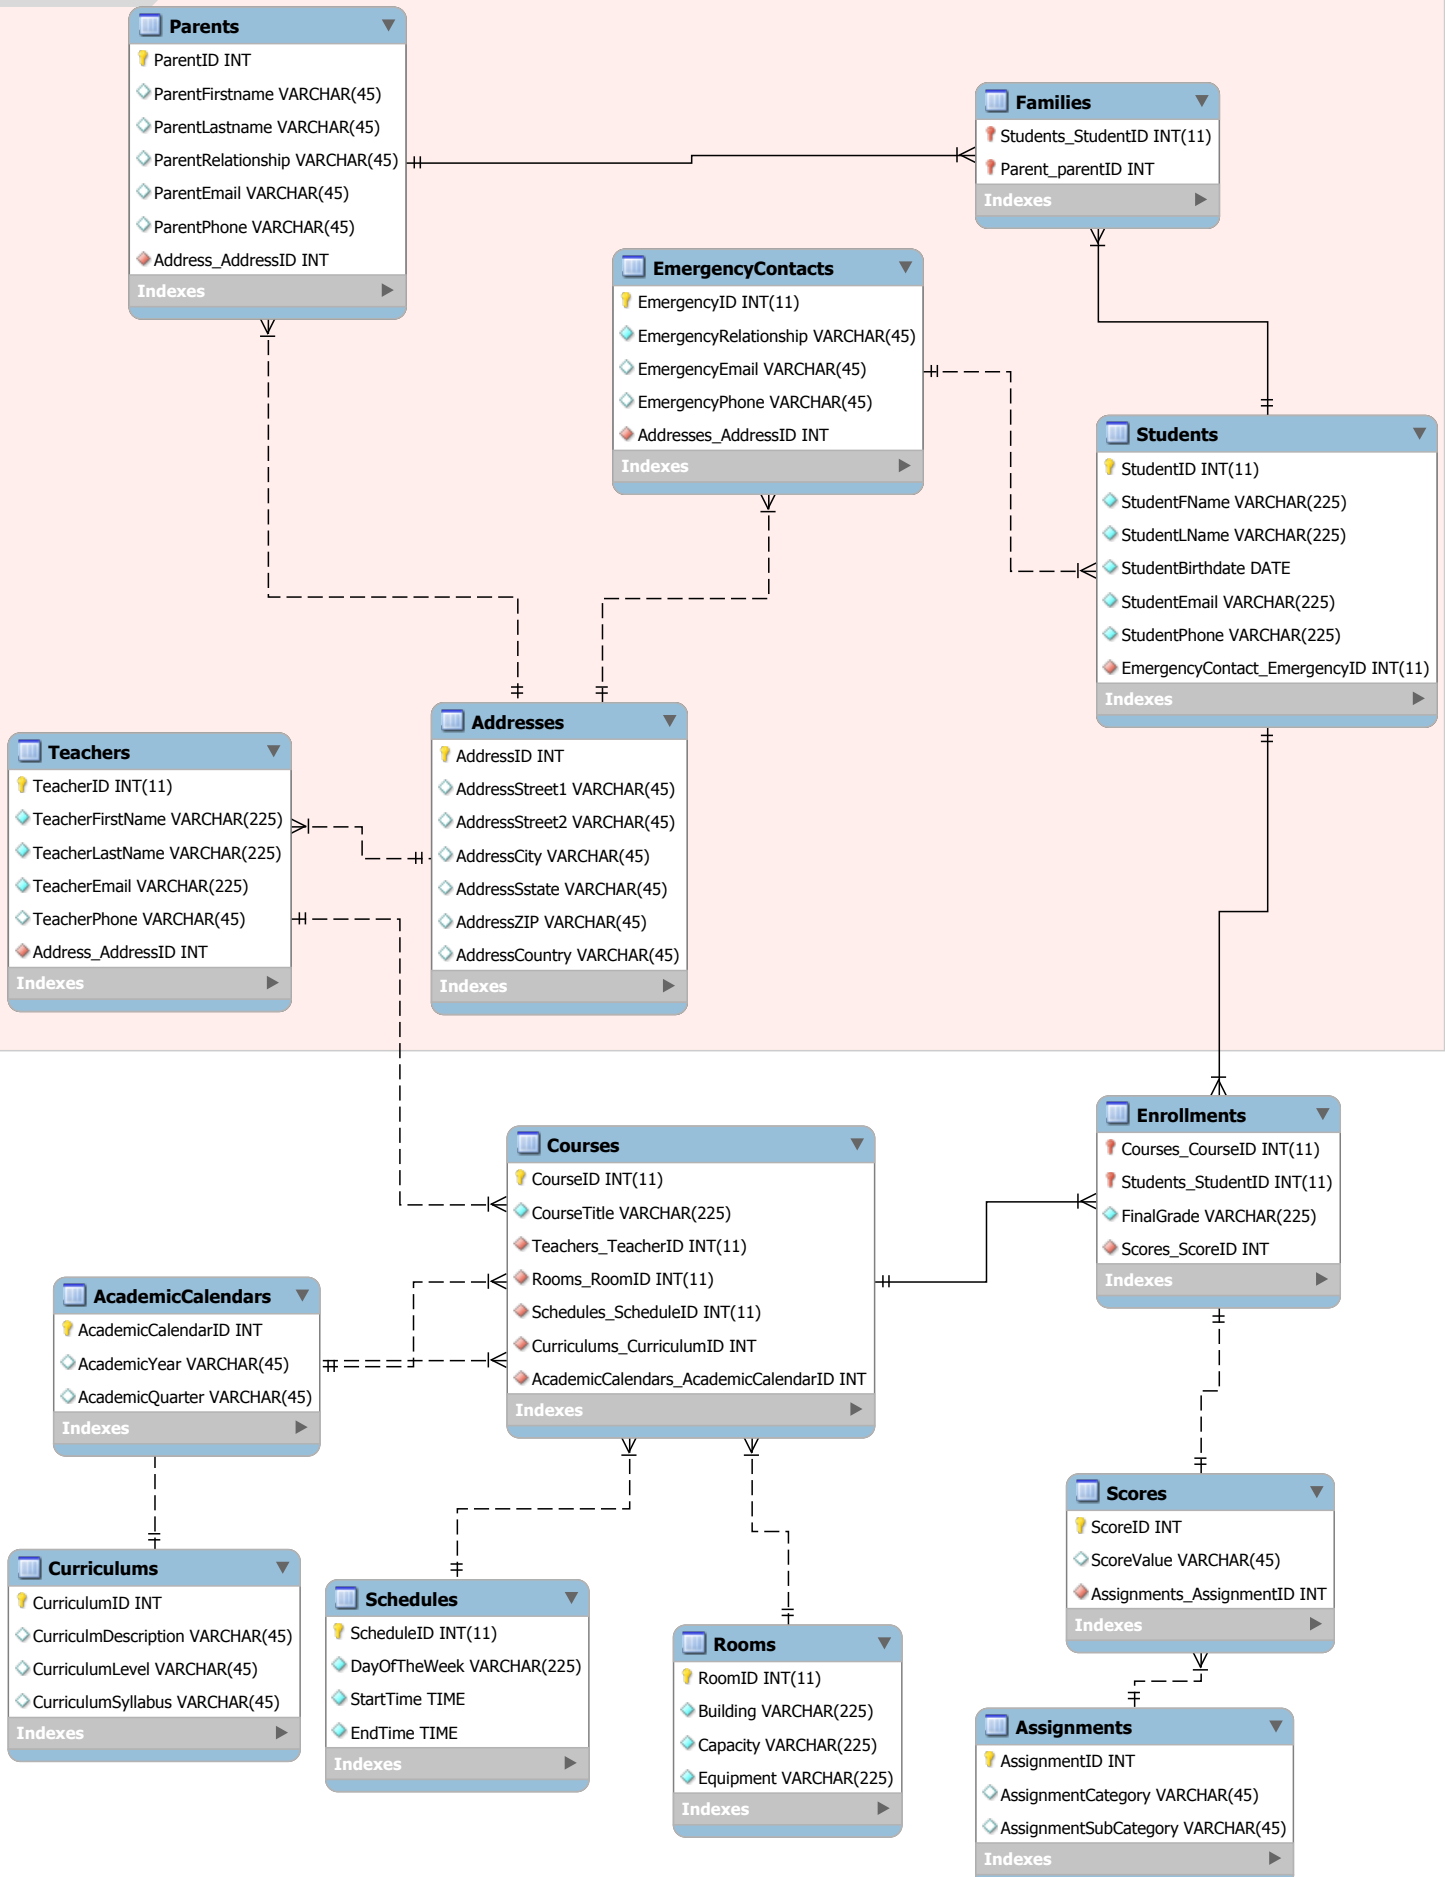 Parents
ParentID INT
ParentFirstname VARCHAR(45)
ParentLastname VARCHAR(45)
ParentRelationship VARCHAR(45)
ParentEmail VARCHAR(45)
ParentPhone VARCHAR(45)
Address_AddressID INT
Indexes
Families
Students_StudentID INT(11)
Parent_parentID INT
Indexes
EmergencyContacts
EmergencyID INT(11)
EmergencyRelationship VARCHAR(45)
EmergencyEmail VARCHAR(45)
EmergencyPhone VARCHAR(45)
Addresses_AddressID INT
Indexes
Students
StudentID INT(11)
StudentFName VARCHAR(225)
StudentLName VARCHAR(225)
StudentBirthdate DATE
StudentEmail VARCHAR(225)
StudentPhone VARCHAR(225)
EmergencyContact_EmergencyID INT(11)
Indexes
Teachers
TeacherID INT(11)
TeacherFirstName VARCHAR(225)
TeacherLastName VARCHAR(225)
TeacherEmail VARCHAR(225)
TeacherPhone VARCHAR(45)
Address_AddressID INT
Indexes
Addresses
AddressID INT
AddressStreet1 VARCHAR(45)
AddressStreet2 VARCHAR(45)
AddressCity VARCHAR(45)
AddressSstate VARCHAR(45)
AddressZIP VARCHAR(45)
AddressCountry VARCHAR(45)
Indexes
Enrollments
Courses_CourseID INT(11)
Students_StudentID INT(11)
FinalGrade VARCHAR(225)
Scores_ScoreID INT
Indexes
Courses
CourseID INT(11)
CourseTitle VARCHAR(225)
Teachers_TeacherID INT(11)
Rooms_RoomID INT(11)
Schedules_ScheduleID INT(11)
Curriculums_CurriculumID INT
AcademicCalendars_AcademicCalendarID INT
Indexes
AcademicCalendars
AcademicCalendarID INT
AcademicYear VARCHAR(45)
AcademicQuarter VARCHAR(45)
Indexes
Curriculums
CurriculumID INT
CurriculmDescription VARCHAR(45)
CurriculumLevel VARCHAR(45)
CurriculumSyllabus VARCHAR(45)
Indexes
Schedules
ScheduleID INT(11)
DayOfTheWeek VARCHAR(225)
StartTime TIME
EndTime TIME
Indexes
Rooms
RoomID INT(11)
Building VARCHAR(225)
Capacity VARCHAR(225)
Equipment VARCHAR(225)
Indexes
Scores
ScoreID INT
ScoreValue VARCHAR(45)
Assignments_AssignmentID INT
Indexes
Assignments
AssignmentID INT
AssignmentCategory VARCHAR(45)
AssignmentSubCategory VARCHAR(45)
Indexes